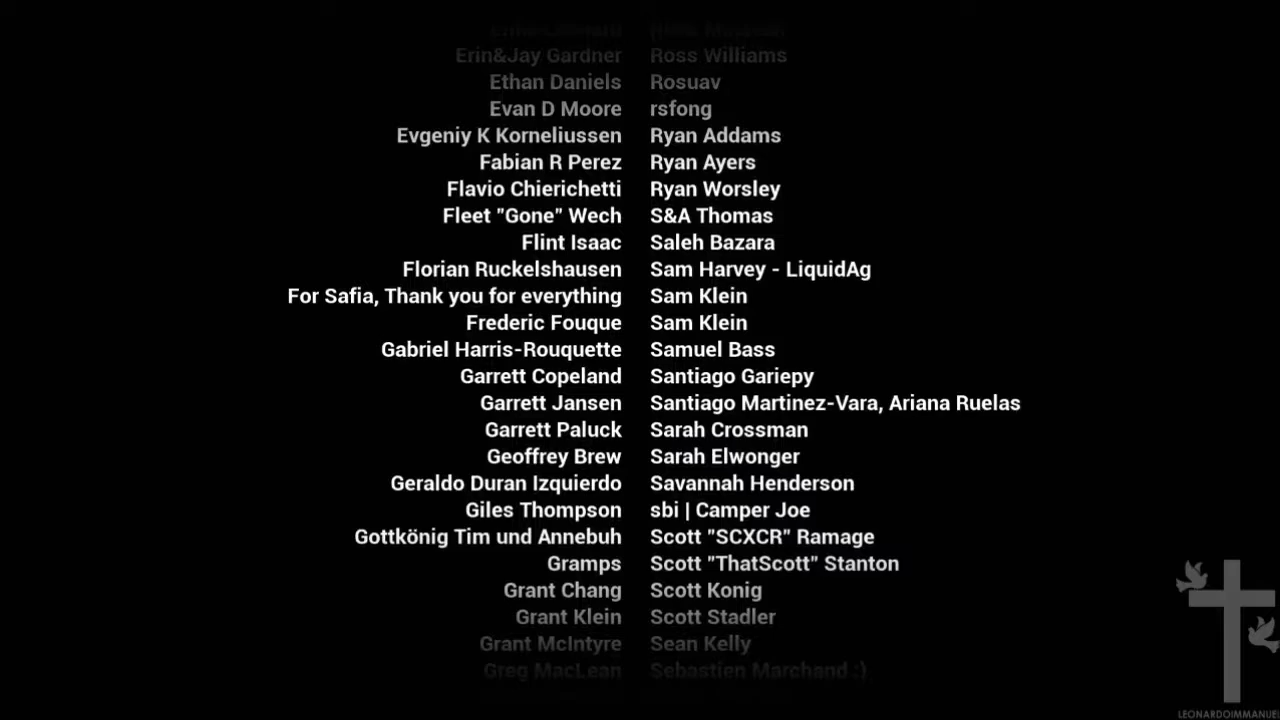 Erin&Jay Gardner Ross Williams
Ethan Daniels Rosuav
Evan D Moore rsfong
Evgeniy K Korneliussen Ryan Addams
Fabian R Perez Ryan Ayers
Flavio Chierichetti Ryan Worsley
Fleet "Gone" Wech S&A Thomas
Flint Isaac Saleh Bazara
Florian Ruckelshausen Sam Harvey - LiquidAg
For Safia, Thank you for everything Sam Klein
Frederic Fouque Sam Klein
Gabriel Harris-Rouquette Samuel Bass
Garrett Copeland Santiago Gariepy
Garrett Jansen Santiago Martinez-Vara, Ariana Ruelas
Garrett Paluck Sarah Crossman
Geoffrey Brew Sarah Elwonger
Geraldo Duran Izquierdo Savannah Henderson
Giles Thompson sbi | Camper Joe
Gottkönig Tim und Annebuh Scott "SCXCR" Ramage
Gramps Scott "ThatScott" Stanton
Grant Chang Scott Konig
Grant Klein Scott Stadler
Grant McIntyre Sean Kelly
Greg MacLean Sebastien Marchand :)
LEONARDOIMMANUEL